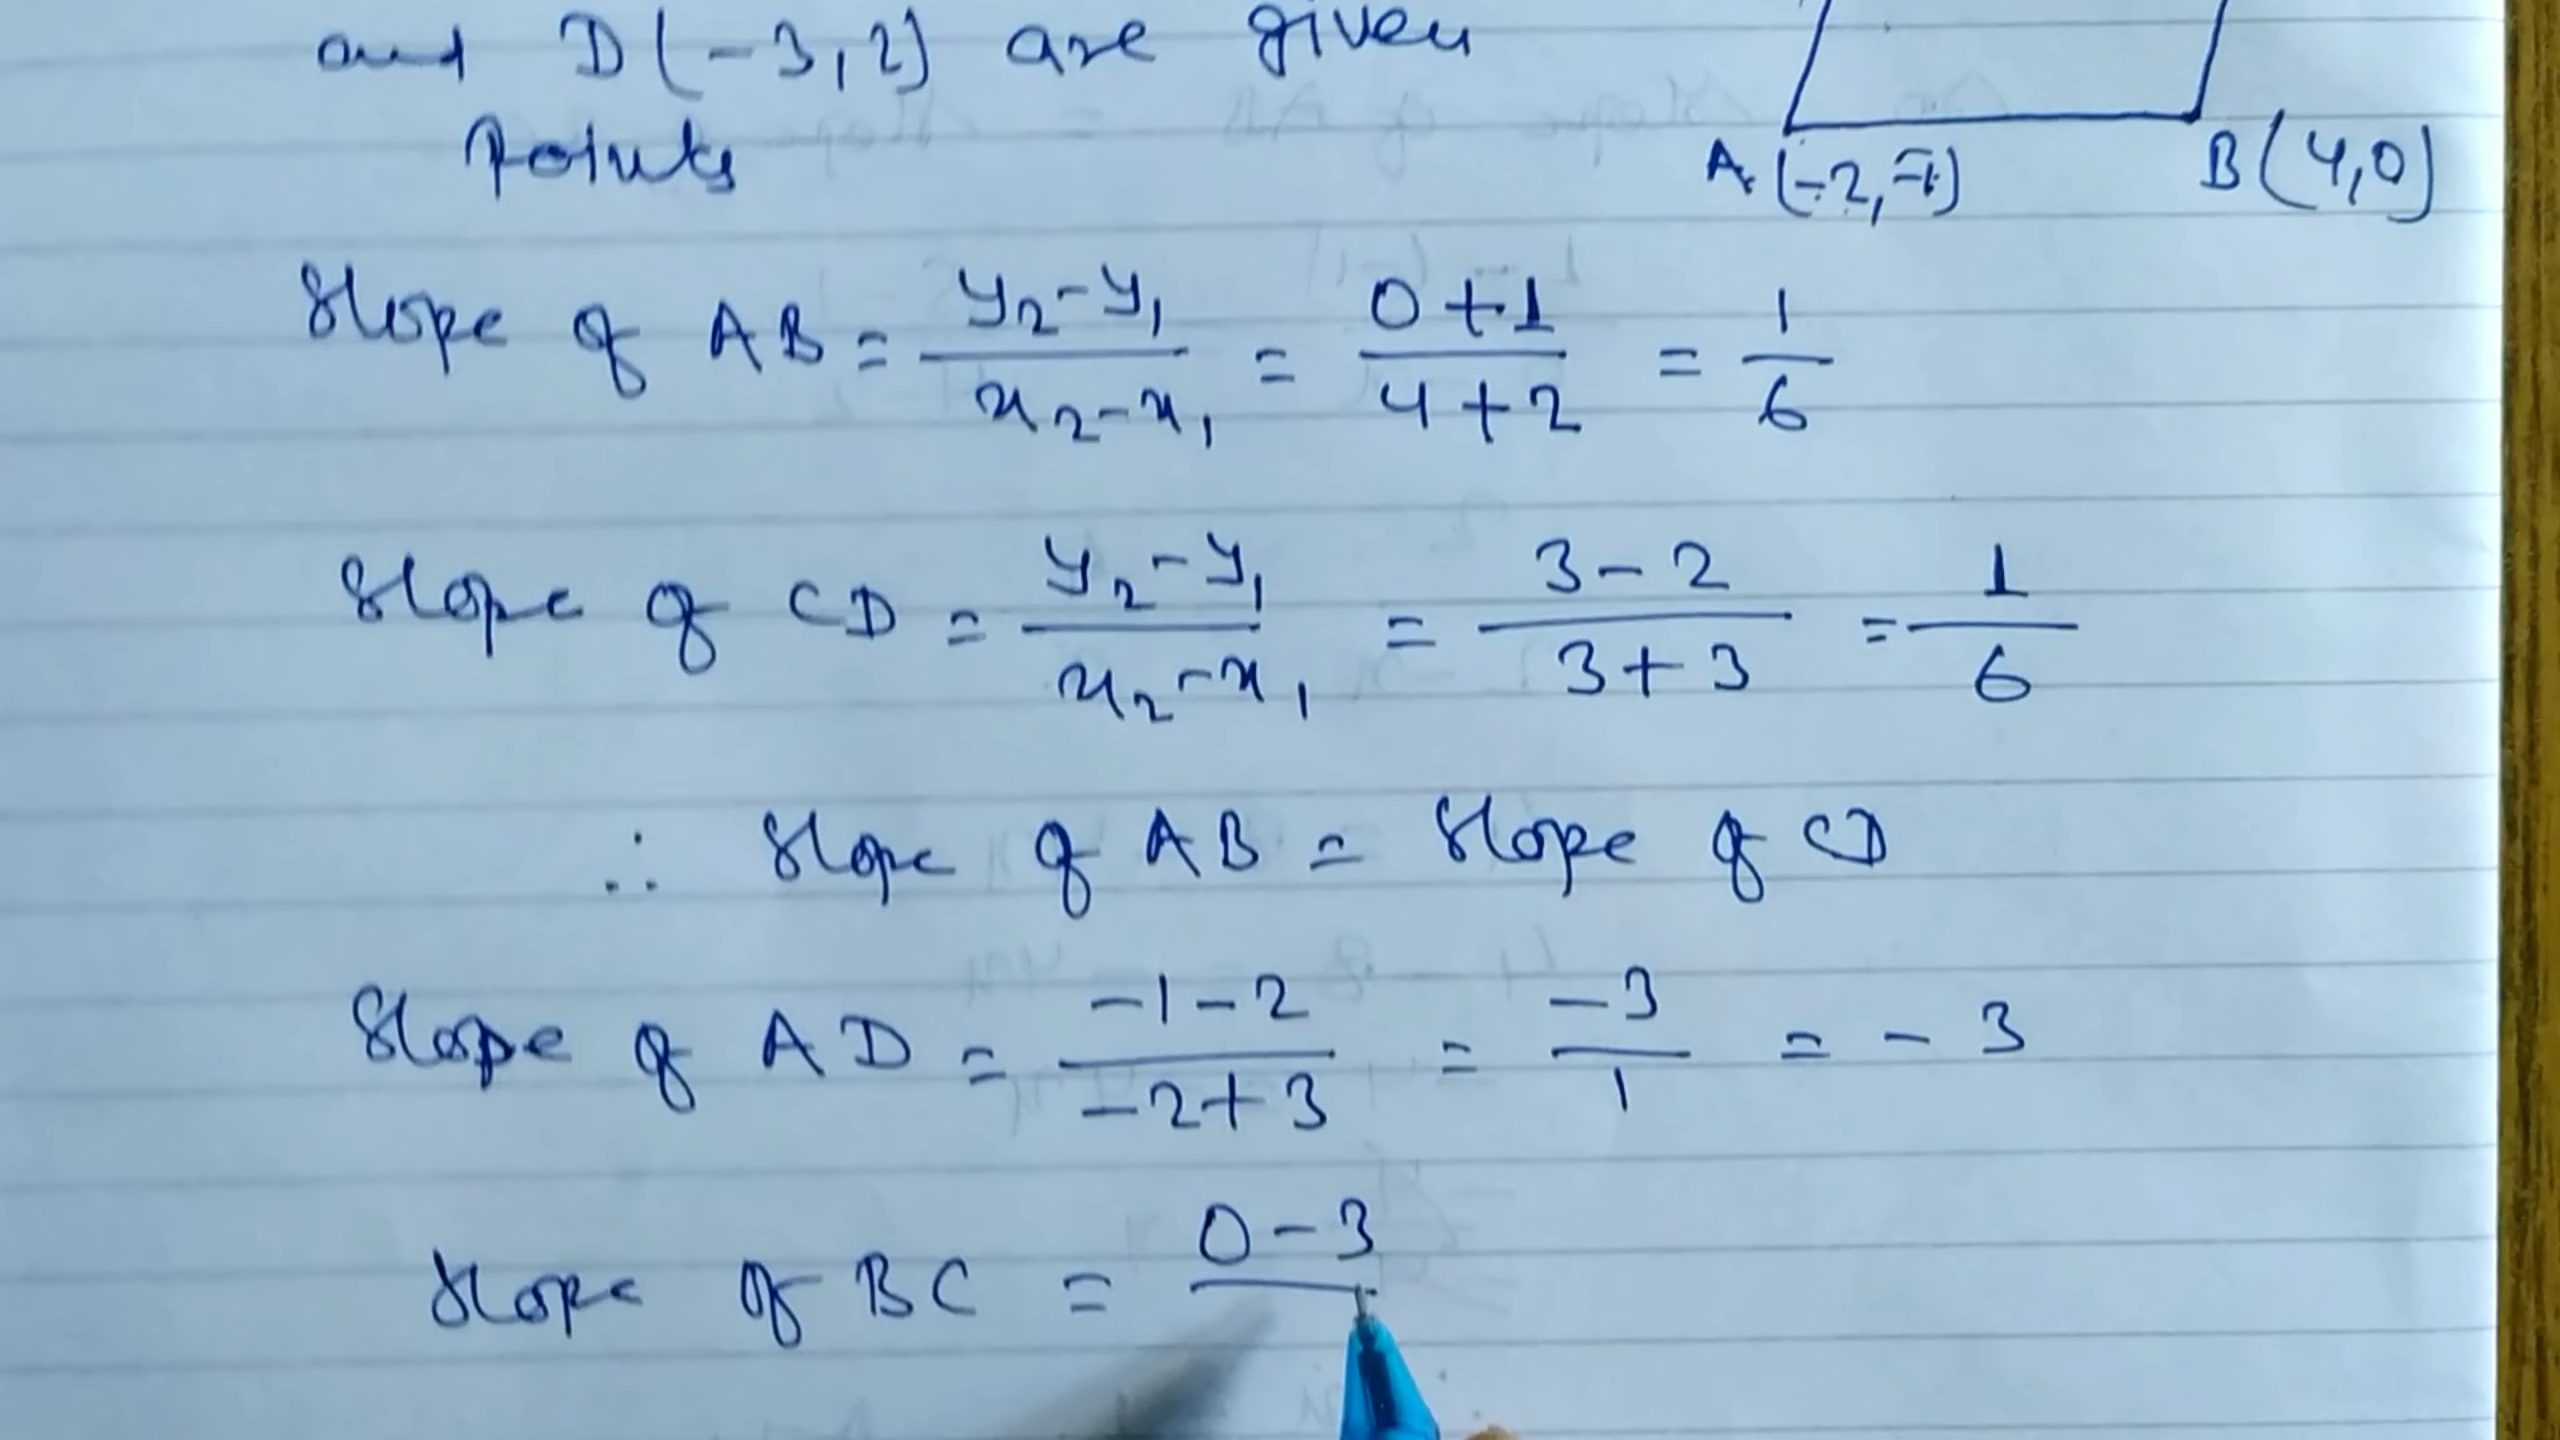 and D(-3,2) are given
points
A(-2,-1) B(4,0)
Slope of AB = y₂-y₁ / x₂-x₁ = 0+1 / 4+2 = 1/6
Slope of CD = y₂-y₁ / x₂-x₁ = 3-2 / 3+3 = 1/6
∴ Slope of AB = Slope of CD
Slope of AD = -1-2 / -2+3 = -3/1 = -3
Slope of BC = 0-3